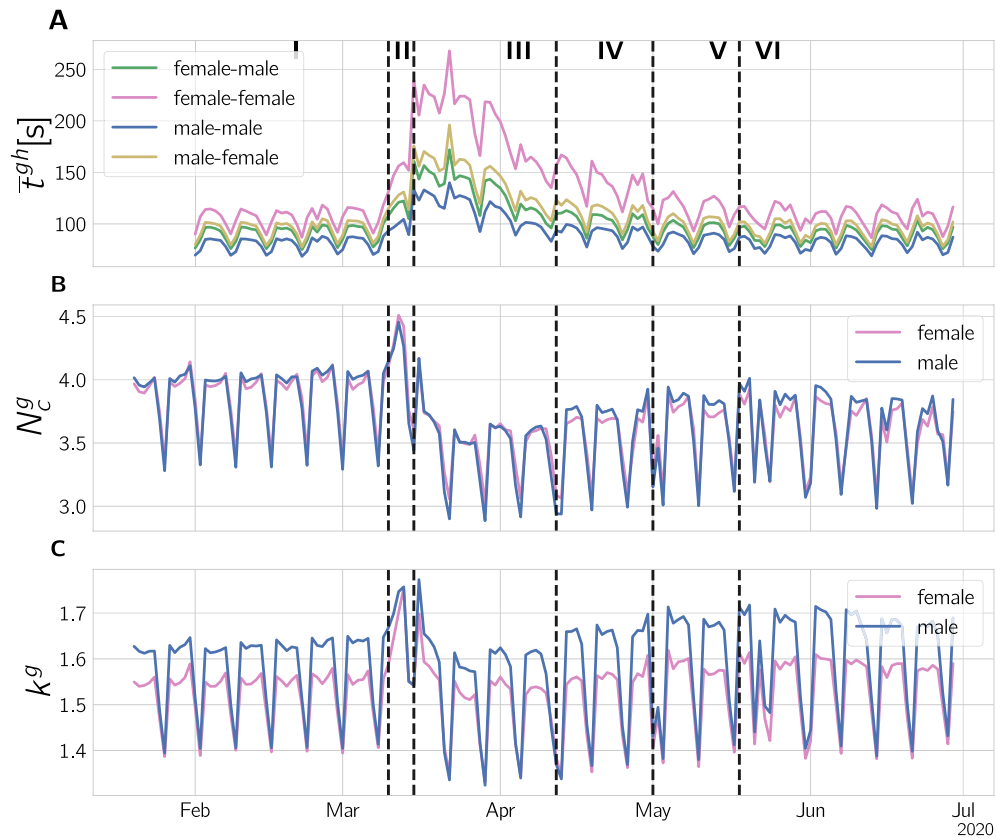 A
I II III IV V VI
female-male
female-female
male-male
male-female
250
200
150
100
t̅^{gh}[s]
B
4.5
4.0
3.5
3.0
N_c^g
female
male
C
1.7
1.6
1.5
1.4
k^g
female
male
Feb Mar Apr May Jun Jul
2020